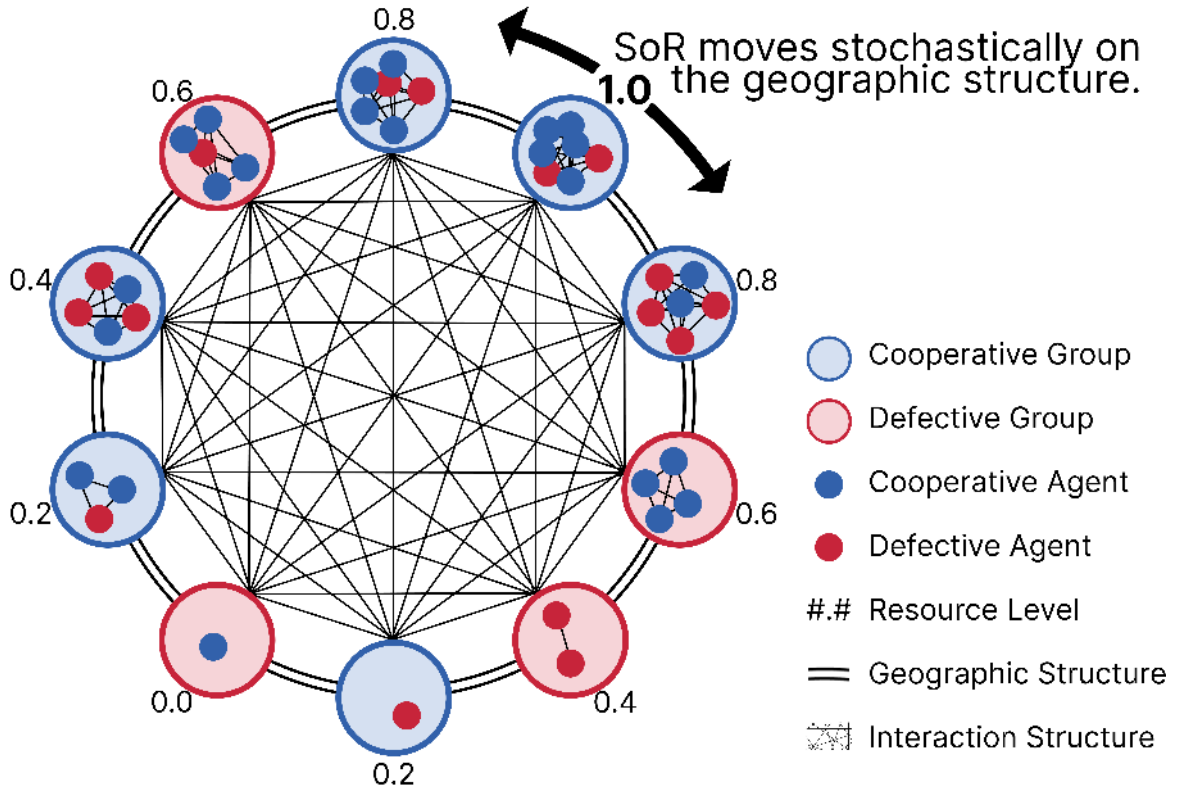 0.8
SoR moves stochastically on
the geographic structure.
1.0
0.6
0.4
0.8
0.2
0.6
0.0
0.4
0.2
Cooperative Group
Defective Group
Cooperative Agent
Defective Agent
#.# Resource Level
Geographic Structure
Interaction Structure